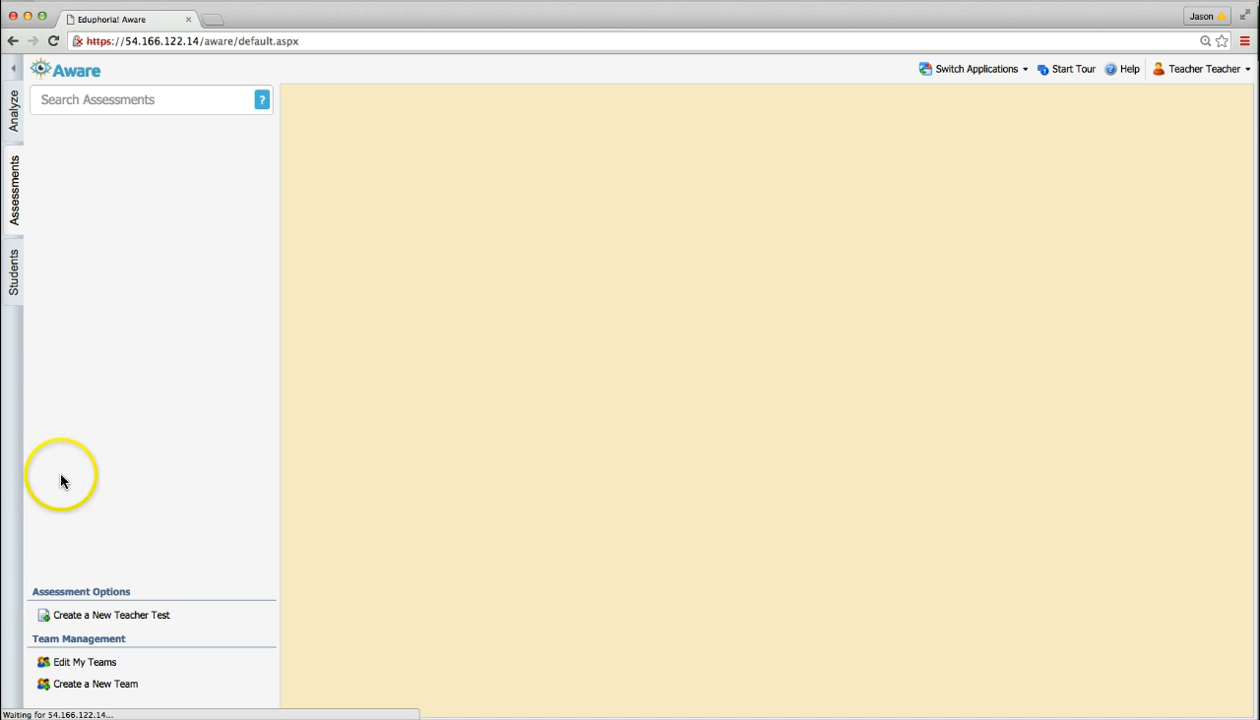 Eduphoria! Aware
Jason
https://54.166.122.14/aware/default.aspx
Aware
Switch Applications
Start Tour
Help
Teacher Teacher
Search Assessments
?
Analyze
Assessments
Students
Assessment Options
Create a New Teacher Test
Team Management
Edit My Teams
Create a New Team
Waiting for 54.166.122.14...